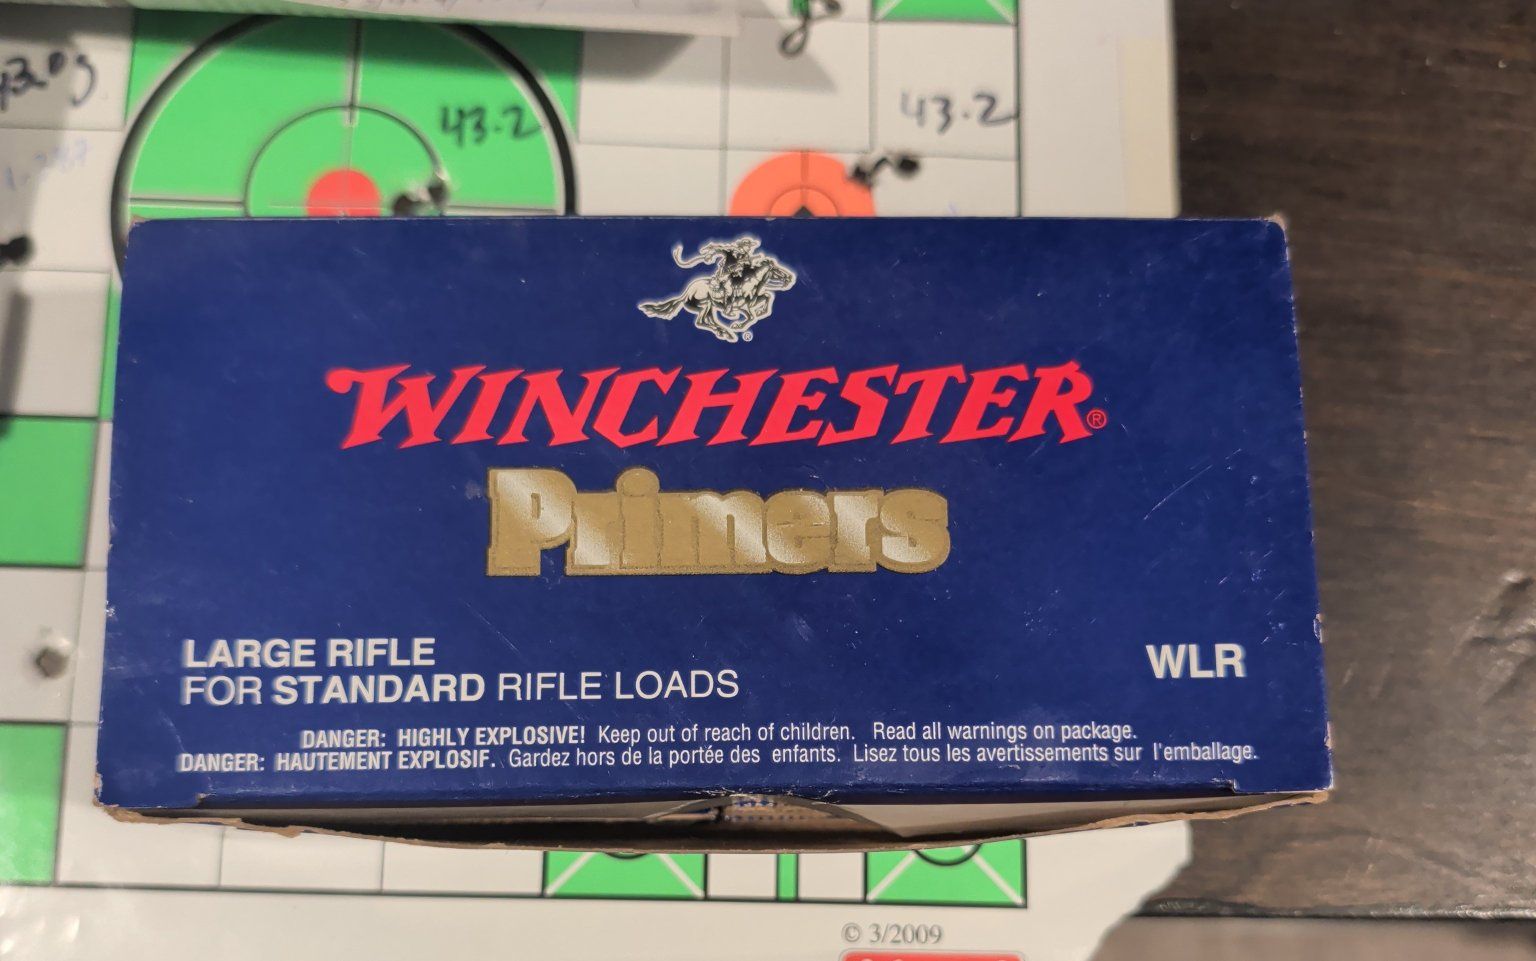 43.2
43.2
WINCHESTER®
Primers
LARGE RIFLE
FOR STANDARD RIFLE LOADS
WLR
DANGER: HIGHLY EXPLOSIVE! Keep out of reach of children. Read all warnings on package.
DANGER: HAUTEMENT EXPLOSIF. Gardez hors de la portée des enfants. Lisez tous les avertissements sur l'emballage.
© 3/2009